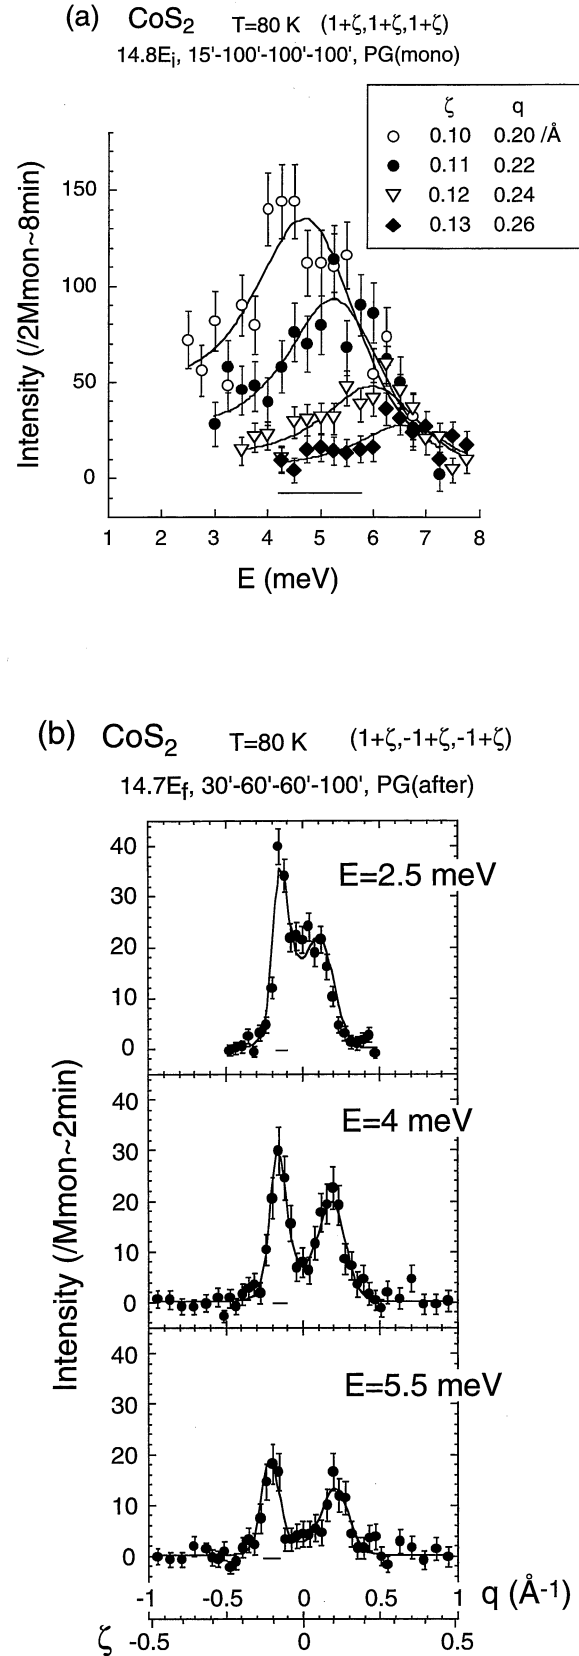 (a) CoS2 T=80 K (1+ζ,1+ζ,1+ζ)
14.8Ei, 15'-100'-100'-100', PG(mono)
ζ q
0.10 0.20 /Å
0.11 0.22
0.12 0.24
0.13 0.26
Intensity (/2Mmon~8min)
150
100
50
0
1 2 3 4 5 6 7 8
E (meV)
(b) CoS2 T=80 K (1+ζ,-1+ζ,-1+ζ)
14.7Ef, 30'-60'-60'-100', PG(after)
Intensity (/Mmon~2min)
E=2.5 meV
40
30
20
10
0
E=4 meV
40
30
20
10
0
E=5.5 meV
40
30
20
10
0
-1 0 1 q (Å-1)
ζ -0.5 0 0.5